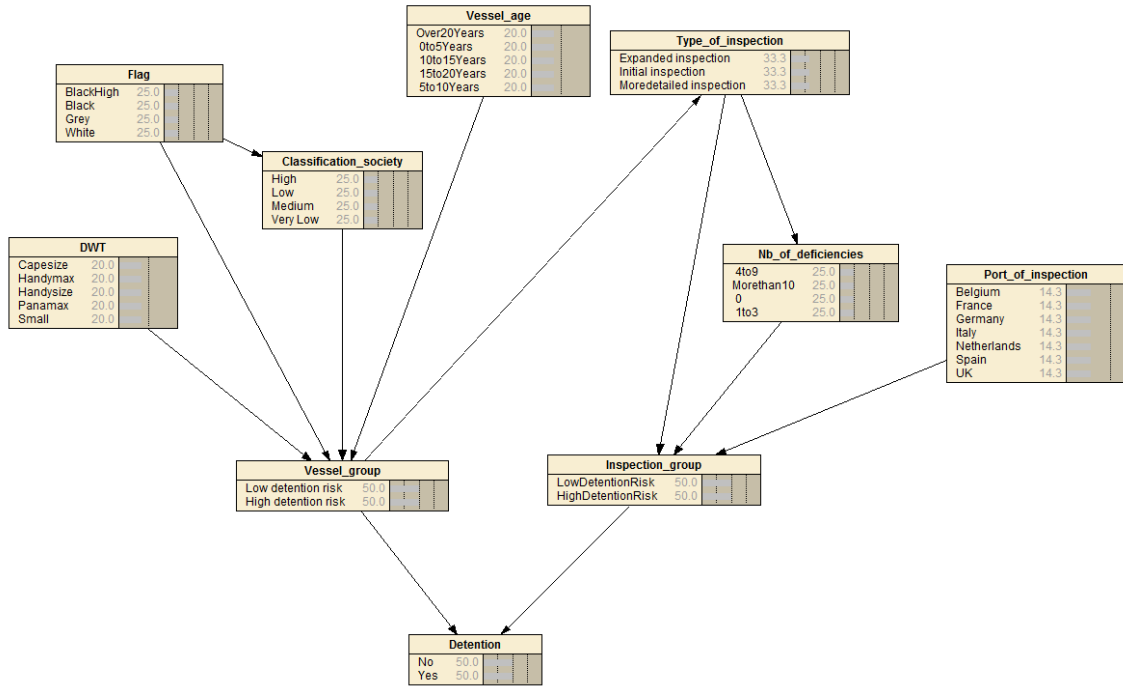 Vessel_age
Over20Years 20.0
0to5Years 20.0
10to15Years 20.0
15to20Years 20.0
5to10Years 20.0
Type_of_inspection
Expanded inspection 33.3
Initial inspection 33.3
Moredetailed inspection 33.3
Flag
BlackHigh 25.0
Black 25.0
Grey 25.0
White 25.0
Classification_society
High 25.0
Low 25.0
Medium 25.0
Very Low 25.0
DWT
Capesize 20.0
Handymax 20.0
Handysize 20.0
Panamax 20.0
Small 20.0
Nb_of_deficiencies
4to9 25.0
Morethan10 25.0
0 25.0
1to3 25.0
Port_of_inspection
Belgium 14.3
France 14.3
Germany 14.3
Italy 14.3
Netherlands 14.3
Spain 14.3
UK 14.3
Vessel_group
Low detention risk 50.0
High detention risk 50.0
Inspection_group
LowDetentionRisk 50.0
HighDetentionRisk 50.0
Detention
No 50.0
Yes 50.0